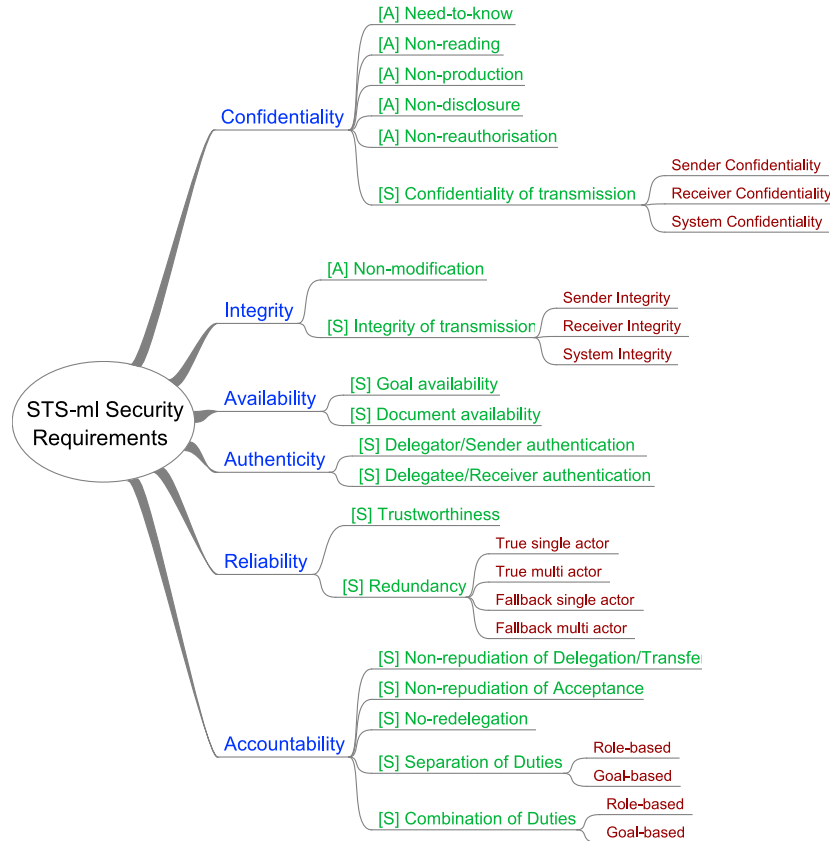 STS-ml Security
Requirements
Confidentiality
[A] Need-to-know
[A] Non-reading
[A] Non-production
[A] Non-disclosure
[A] Non-reauthorisation
[S] Confidentiality of transmission
Sender Confidentiality
Receiver Confidentiality
System Confidentiality
Integrity
[A] Non-modification
[S] Integrity of transmission
Sender Integrity
Receiver Integrity
System Integrity
Availability
[S] Goal availability
[S] Document availability
Authenticity
[S] Delegator/Sender authentication
[S] Delegatee/Receiver authentication
Reliability
[S] Trustworthiness
[S] Redundancy
True single actor
True multi actor
Fallback single actor
Fallback multi actor
Accountability
[S] Non-repudiation of Delegation/Transfe
[S] Non-repudiation of Acceptance
[S] No-redelegation
[S] Separation of Duties
Role-based
Goal-based
[S] Combination of Duties
Role-based
Goal-based